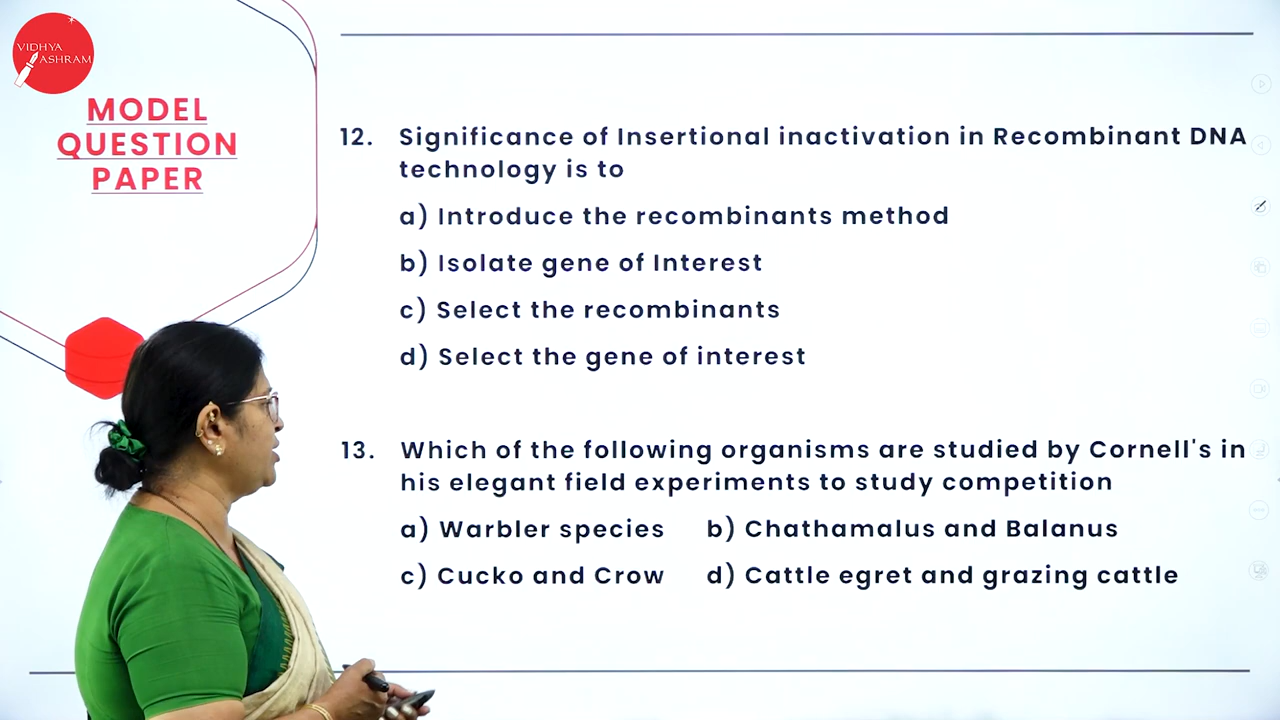 VIDHYA
ASHRAM
MODEL
QUESTION
PAPER
12. Significance of Insertional inactivation in Recombinant DNA
technology is to
a) Introduce the recombinants method
b) Isolate gene of Interest
c) Select the recombinants
d) Select the gene of interest
13. Which of the following organisms are studied by Cornell's in
his elegant field experiments to study competition
a) Warbler species b) Chathamalus and Balanus
c) Cucko and Crow d) Cattle egret and grazing cattle